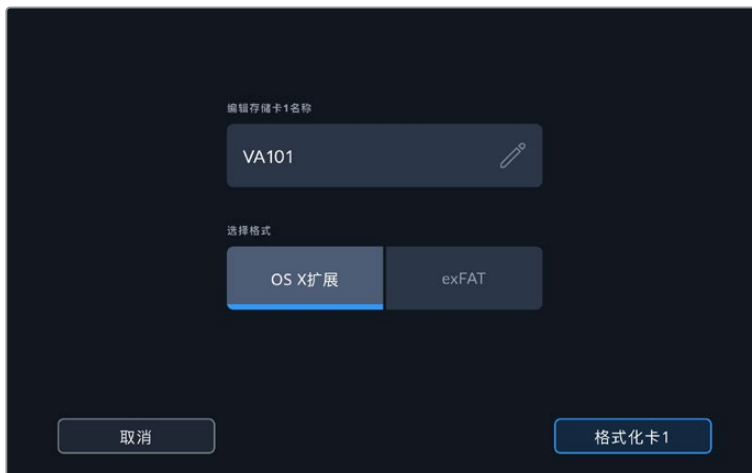 编辑存储卡1名称
VA101
选择格式
OS X扩展
exFAT
取消
格式化卡1